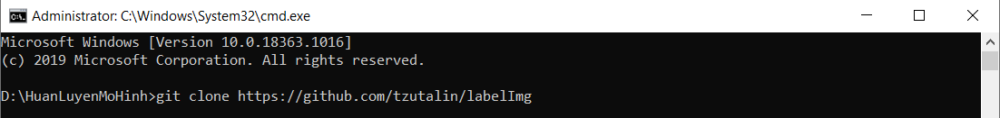 Administrator: C:\Windows\System32\cmd.exe
Microsoft Windows [Version 10.0.18363.1016]
(c) 2019 Microsoft Corporation. All rights reserved.
D:\HuanLuyenMoHinh>git clone https://github.com/tzutalin/labelImg